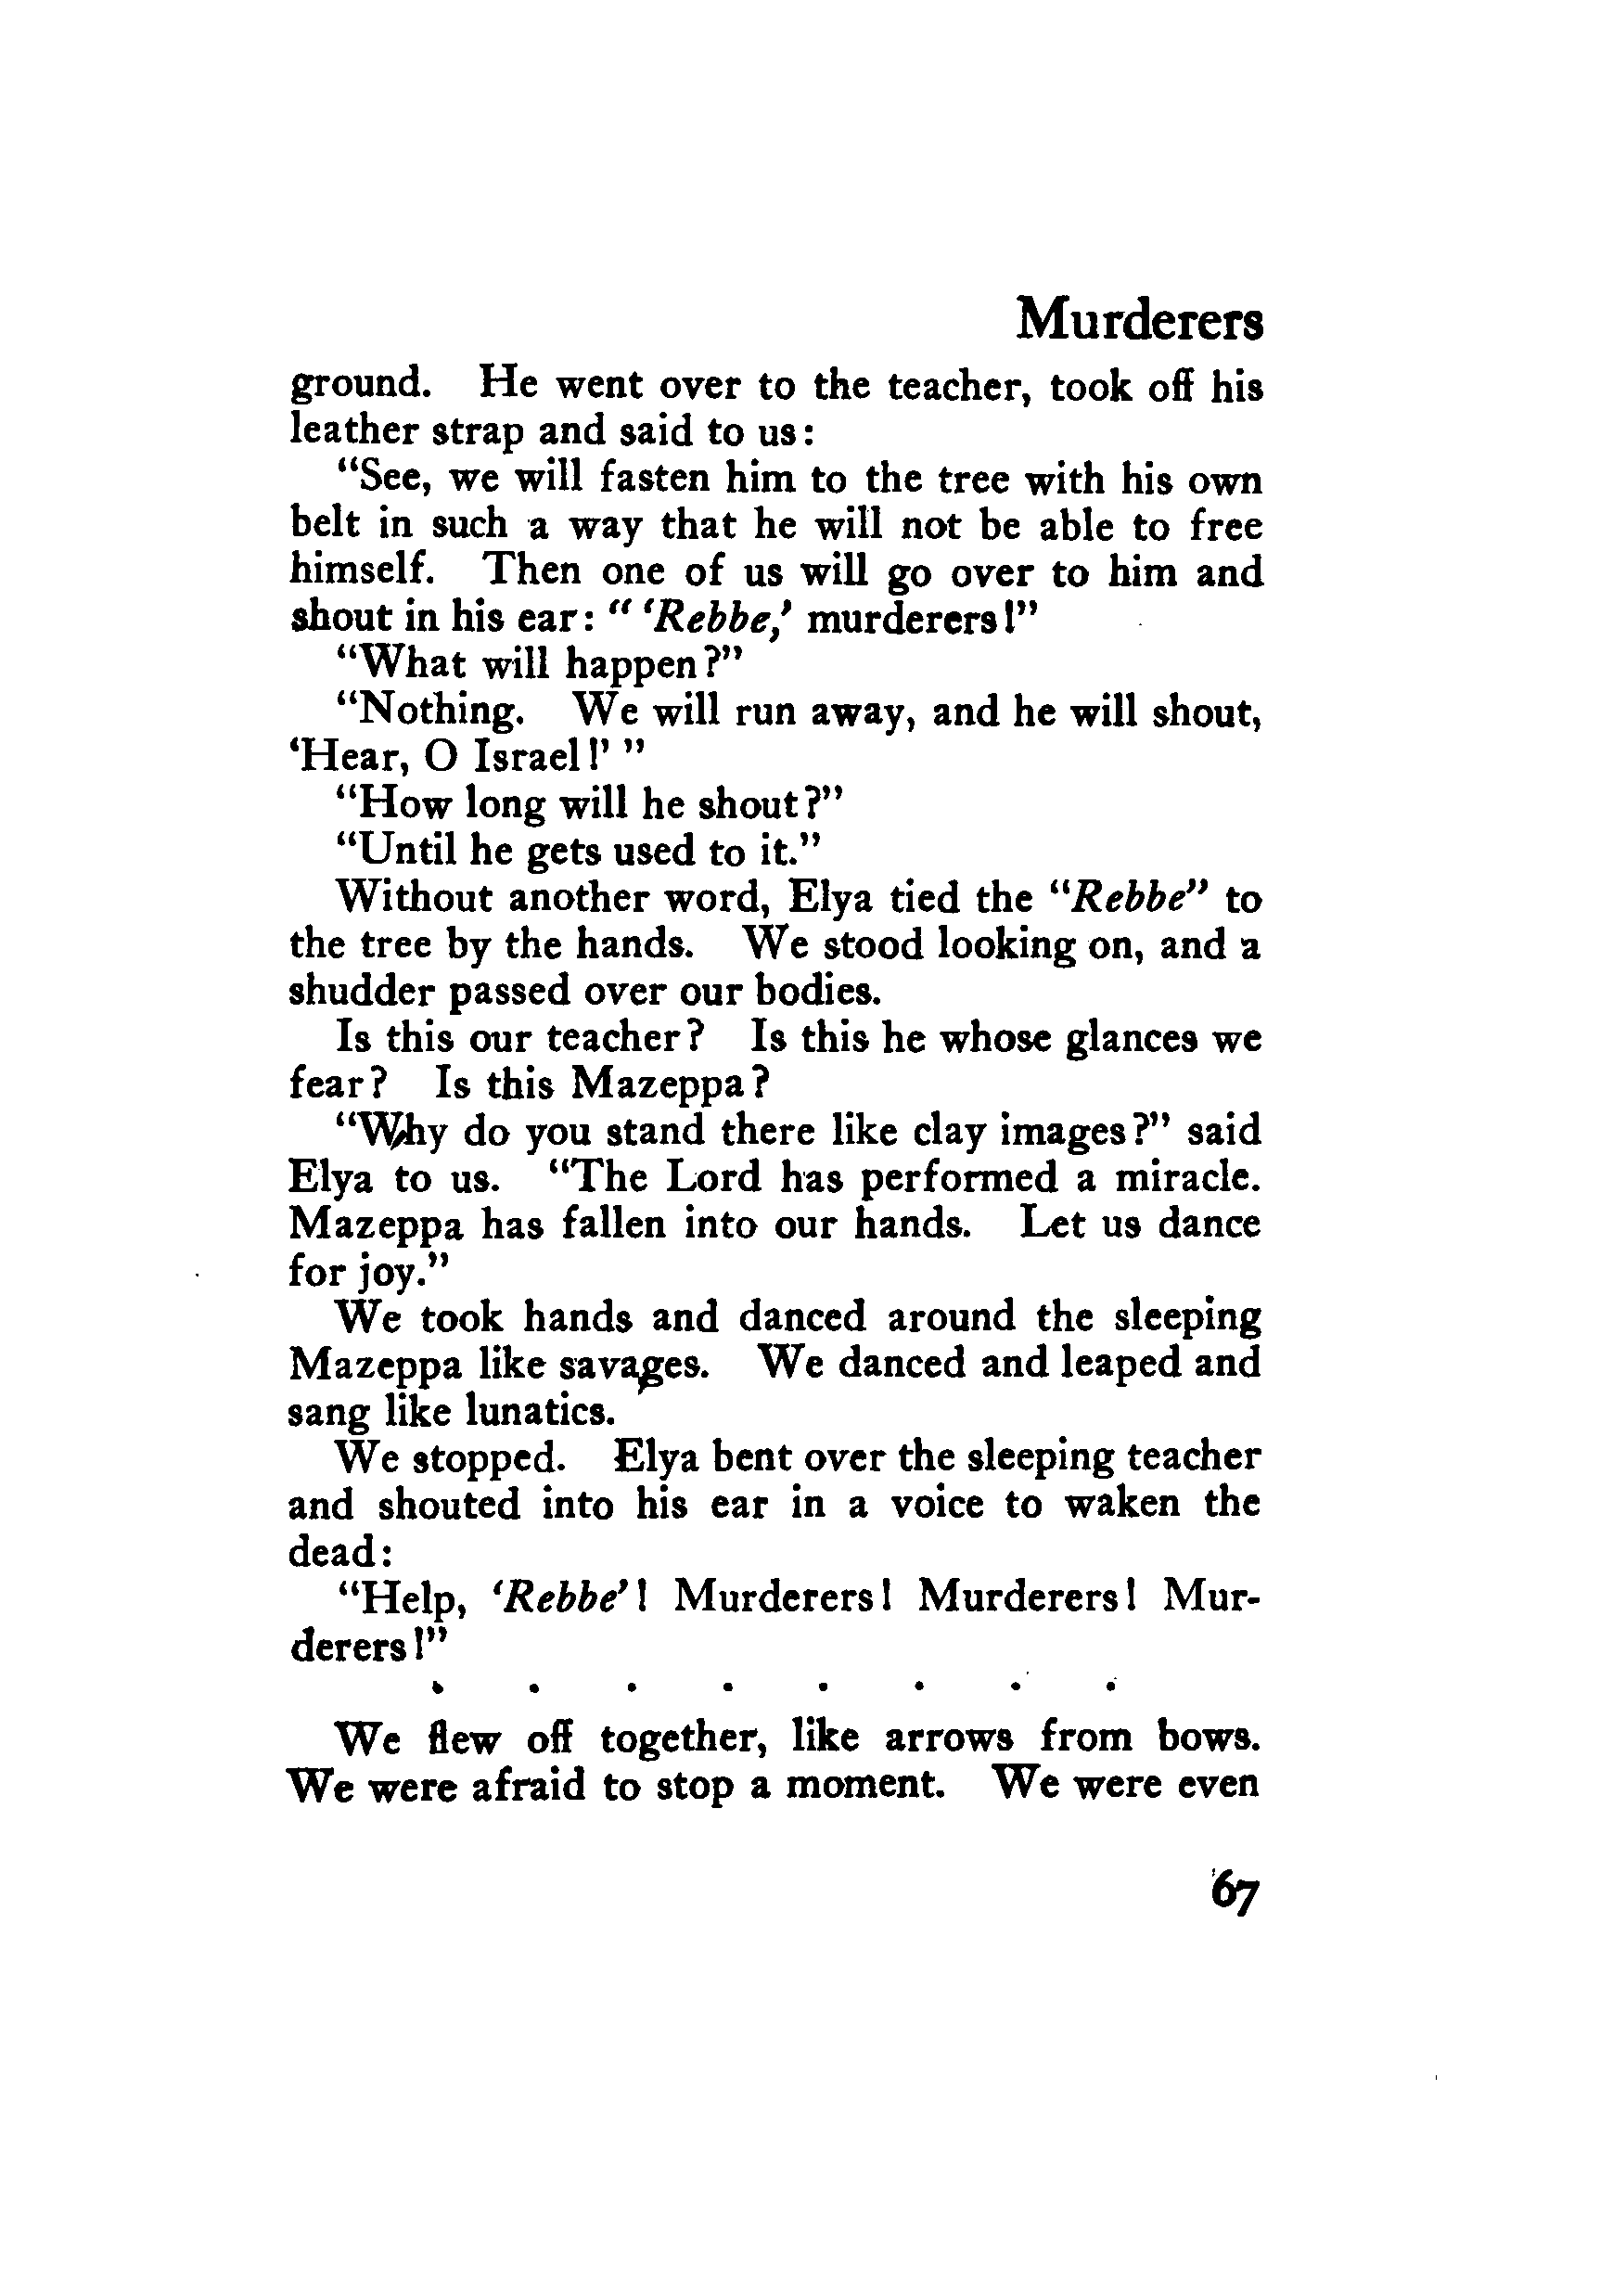 Murderers
ground. He went over to the teacher, took off his
leather strap and said to us:
"See, we will fasten him to the tree with his own
belt in such a way that he will not be able to free
himself. Then one of us will go over to him and
shout in his ear: " 'Rebbe,' murderers!"
"What will happen?"
"Nothing. We will run away, and he will shout,
'Hear, O Israel!' "
"How long will he shout?"
"Until he gets used to it."
Without another word, Elya tied the "Rebbe" to
the tree by the hands. We stood looking on, and a
shudder passed over our bodies.
Is this our teacher? Is this he whose glances we
fear? Is this Mazeppa?
"Why do you stand there like clay images?" said
Elya to us. "The Lord has performed a miracle.
Mazeppa has fallen into our hands. Let us dance
for joy."
We took hands and danced around the sleeping
Mazeppa like savages. We danced and leaped and
sang like lunatics.
We stopped. Elya bent over the sleeping teacher
and shouted into his ear in a voice to waken the
dead:
"Help, 'Rebbe'! Murderers! Murderers! Mur-
derers!"
. . . . . . . .
We flew off together, like arrows from bows.
We were afraid to stop a moment. We were even
67